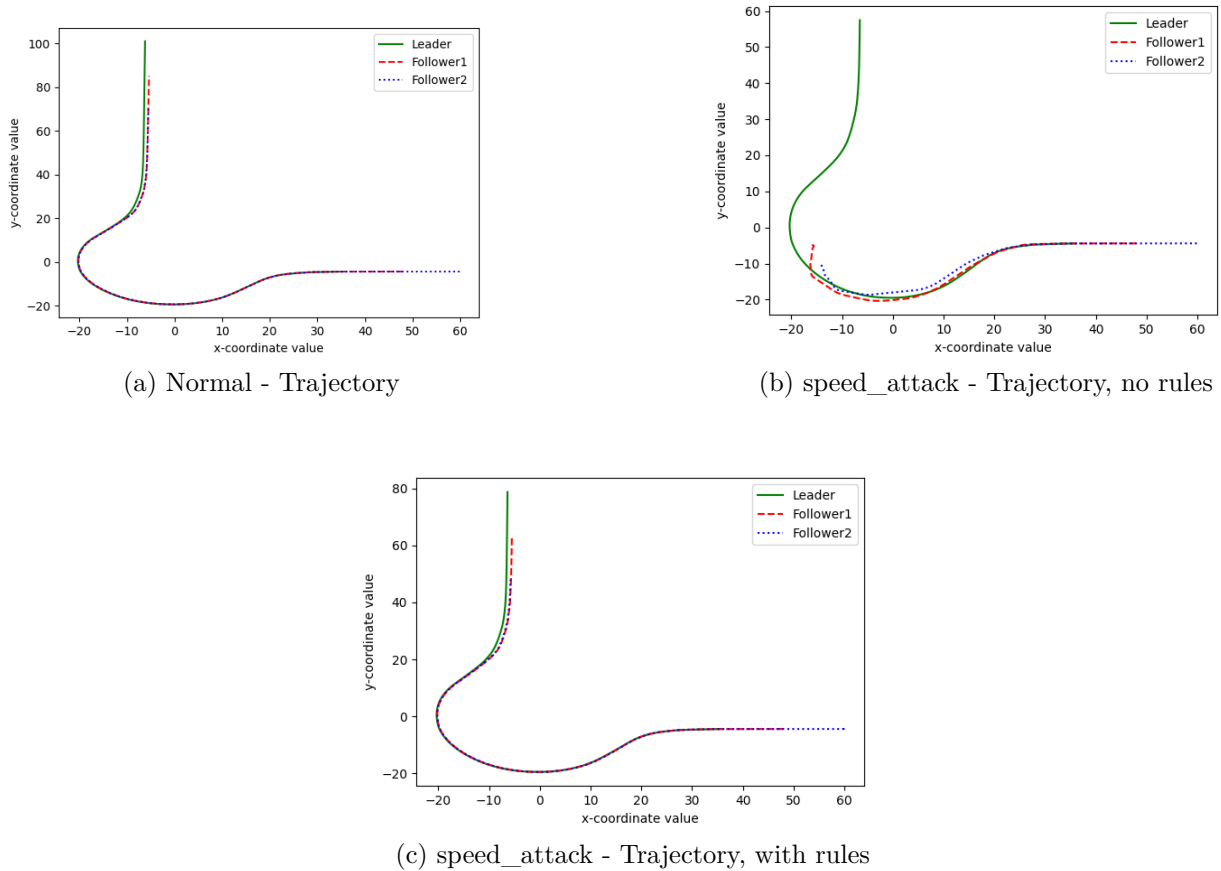 100
80
60
40
20
0
−20
−20
−10
0
10
20
30
40
50
60
y-coordinate value
x-coordinate value
Leader
Follower1
Follower2
(a) Normal - Trajectory
60
50
40
30
20
10
0
−10
−20
−20
−10
0
10
20
30
40
50
60
y-coordinate value
x-coordinate value
Leader
Follower1
Follower2
(b) speed_attack - Trajectory, no rules
80
60
40
20
0
−20
−20
−10
0
10
20
30
40
50
60
y-coordinate value
x-coordinate value
Leader
Follower1
Follower2
(c) speed_attack - Trajectory, with rules